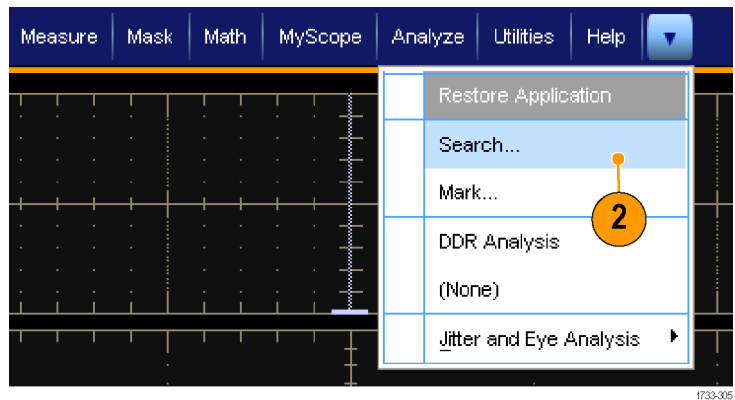 Measure Mask Math MyScope Analyze Utilities Help
Restore Application
Search...
Mark...
2
DDR Analysis
(None)
Jitter and Eye Analysis
1733-305